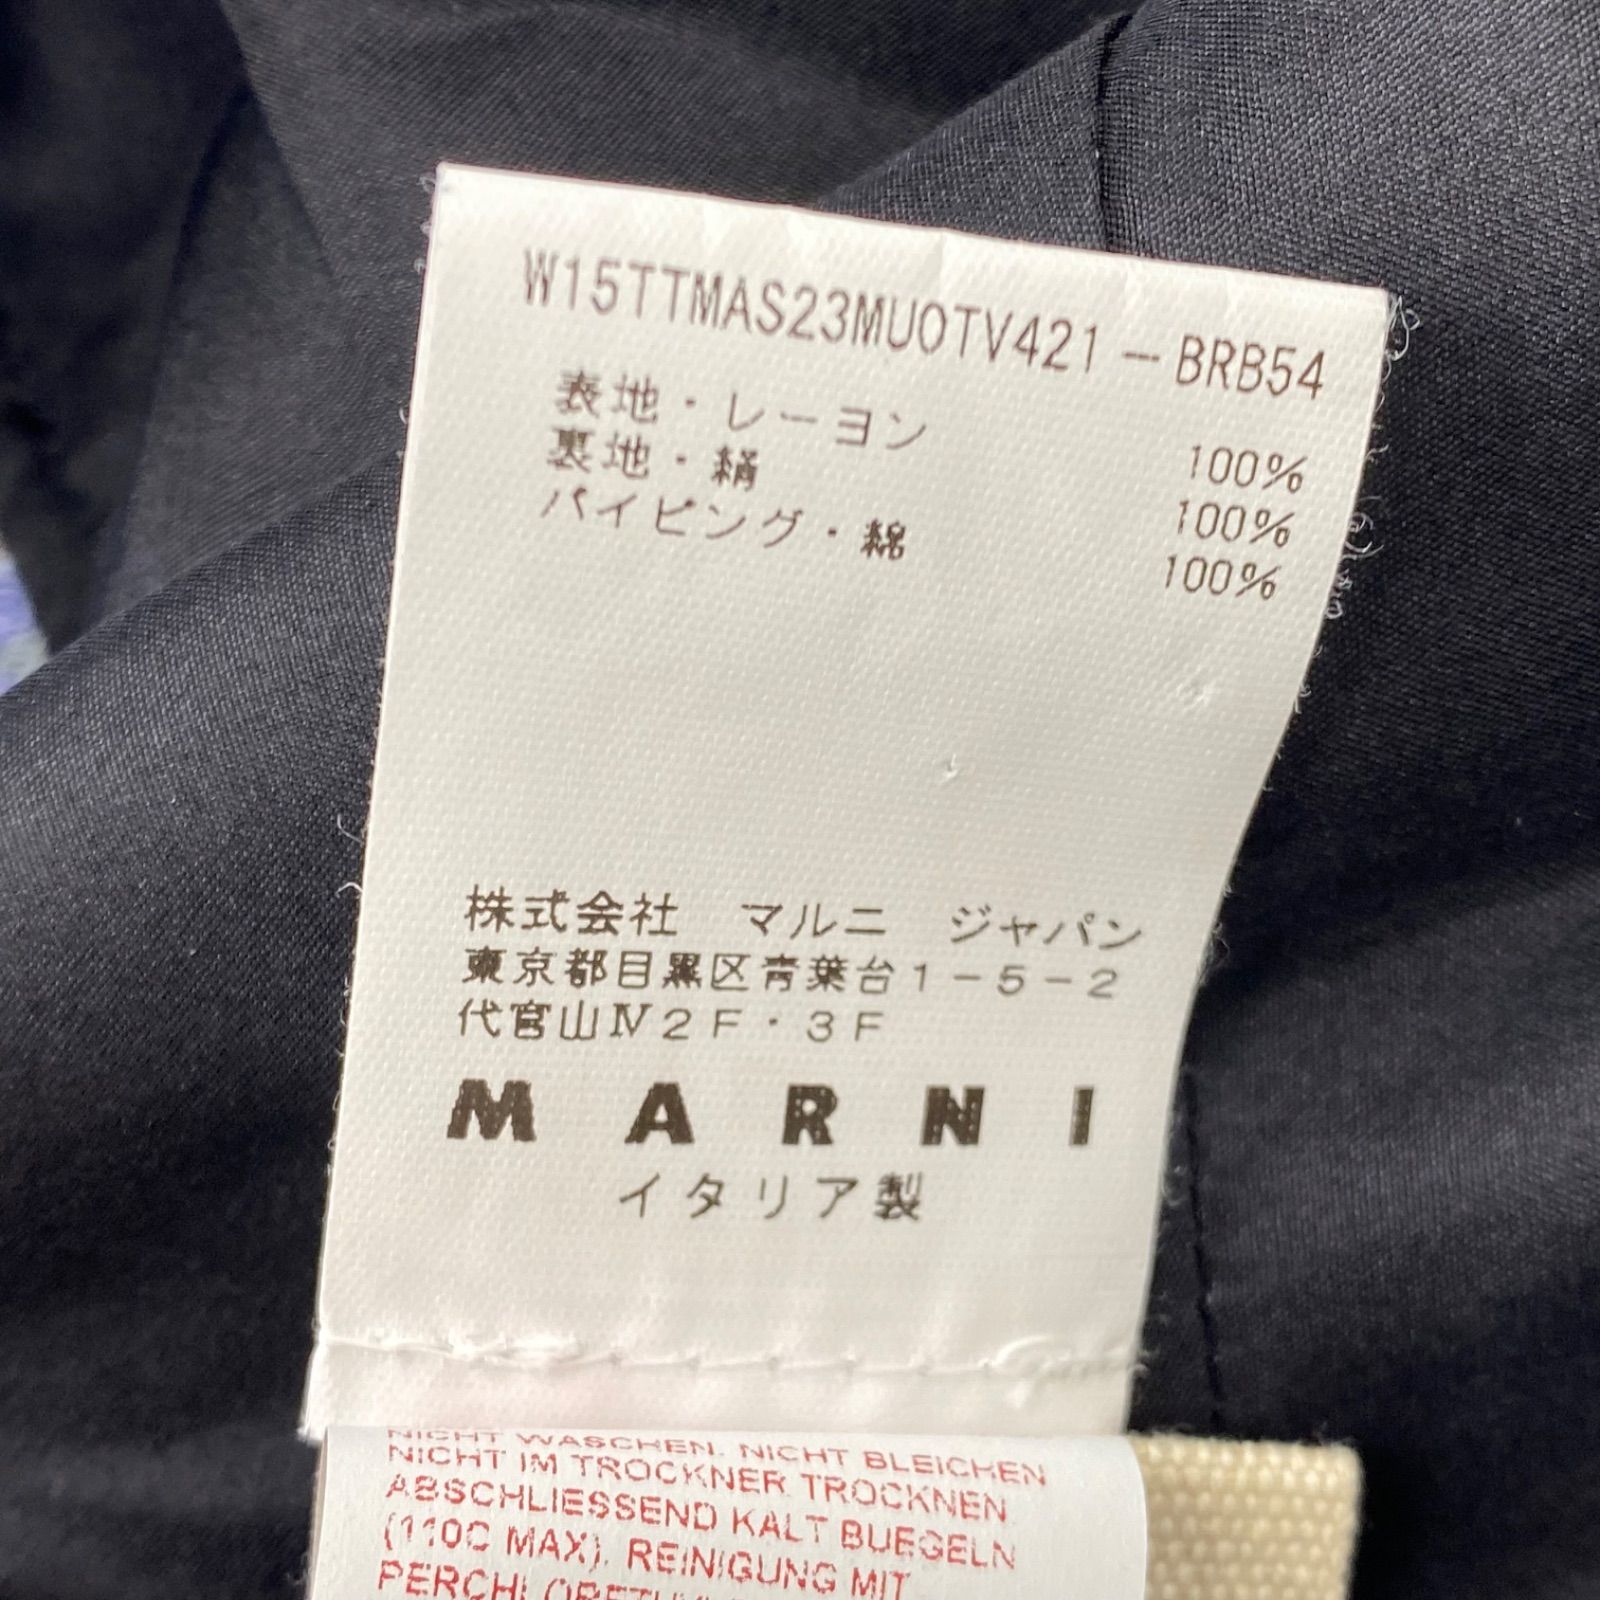 W15TTMAS23MUOTV421-BRB54
表地・レーヨン 100%
裏地・絹 100%
パイピング・綿 100%
株式会社 マルニ ジャパン
東京都目黒区青葉台1-5-2
代官山Ⅳ2F・3F
MARNI
イタリア製
NICHT WASCHEN. NICHT BLEICHEN
NICHT IM TROCKNER TROCKNEN
ABSCHLIESSEND KALT BUEGELN
(110C MAX). REINIGUNG MIT